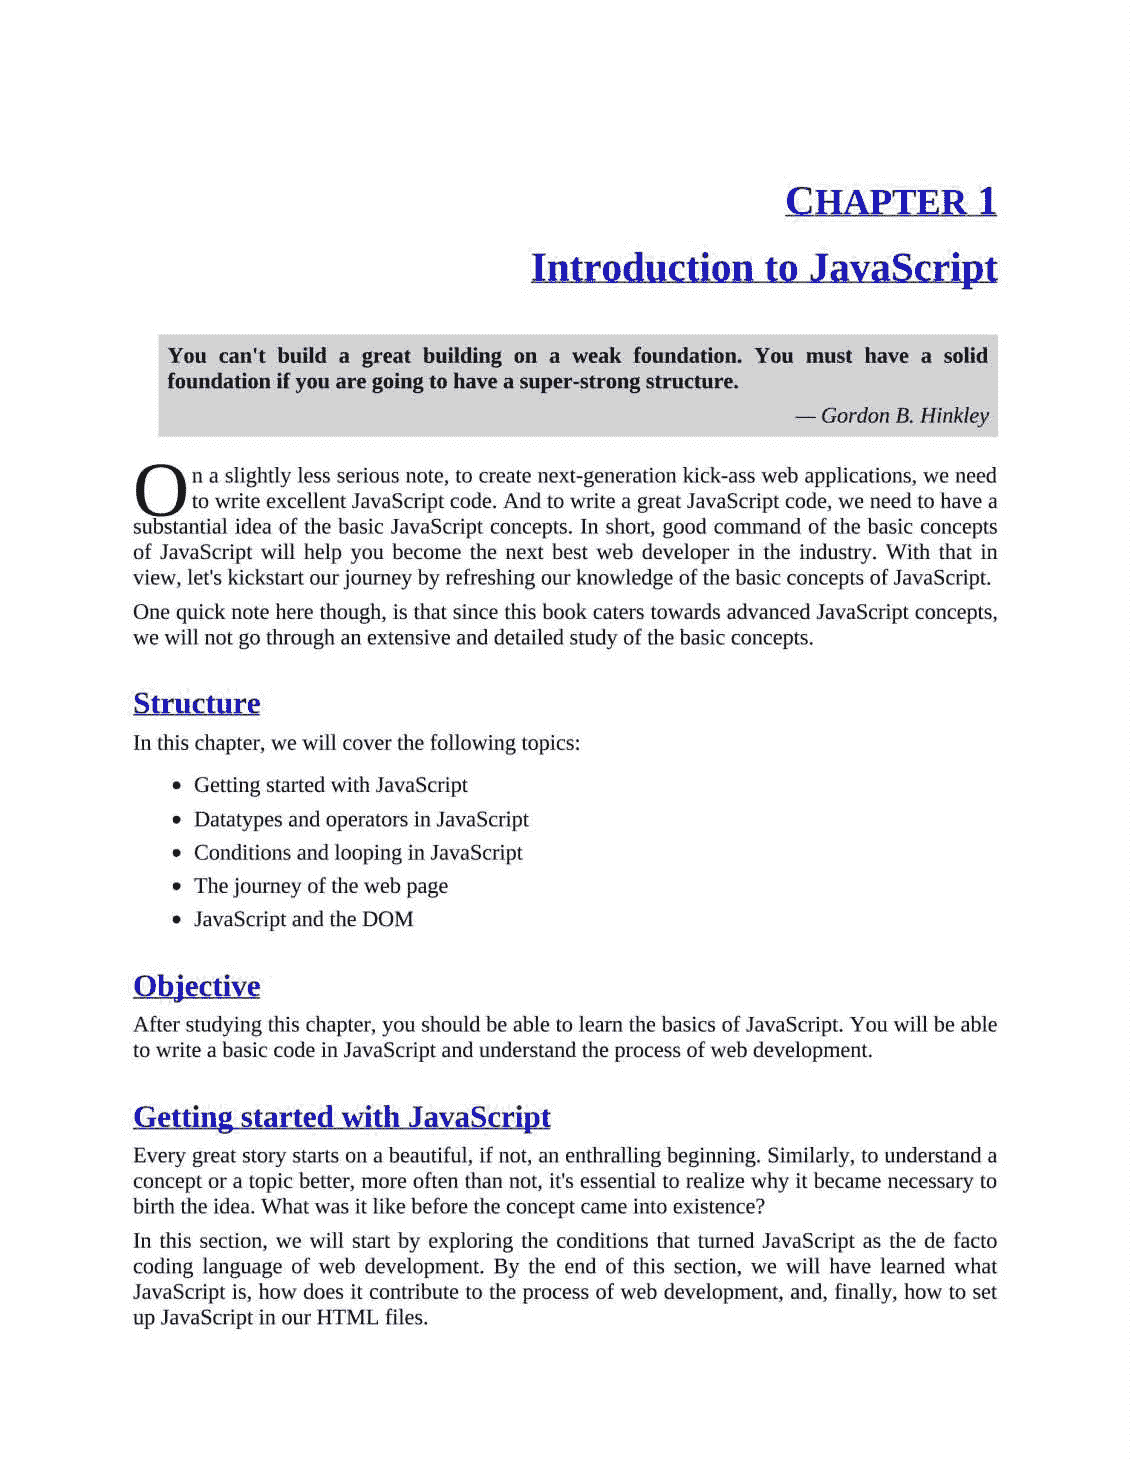 CHAPTER 1
Introduction to JavaScript
You can't build a great building on a weak foundation. You must have a solid
foundation if you are going to have a super-strong structure.
— Gordon B. Hinkley
On a slightly less serious note, to create next-generation kick-ass web applications, we need
to write excellent JavaScript code. And to write a great JavaScript code, we need to have a
substantial idea of the basic JavaScript concepts. In short, good command of the basic concepts
of JavaScript will help you become the next best web developer in the industry. With that in
view, let's kickstart our journey by refreshing our knowledge of the basic concepts of JavaScript.
One quick note here though, is that since this book caters towards advanced JavaScript concepts,
we will not go through an extensive and detailed study of the basic concepts.
Structure
In this chapter, we will cover the following topics:
• Getting started with JavaScript
• Datatypes and operators in JavaScript
• Conditions and looping in JavaScript
• The journey of the web page
• JavaScript and the DOM
Objective
After studying this chapter, you should be able to learn the basics of JavaScript. You will be able
to write a basic code in JavaScript and understand the process of web development.
Getting started with JavaScript
Every great story starts on a beautiful, if not, an enthralling beginning. Similarly, to understand a
concept or a topic better, more often than not, it's essential to realize why it became necessary to
birth the idea. What was it like before the concept came into existence?
In this section, we will start by exploring the conditions that turned JavaScript as the de facto
coding language of web development. By the end of this section, we will have learned what
JavaScript is, how does it contribute to the process of web development, and, finally, how to set
up JavaScript in our HTML files.